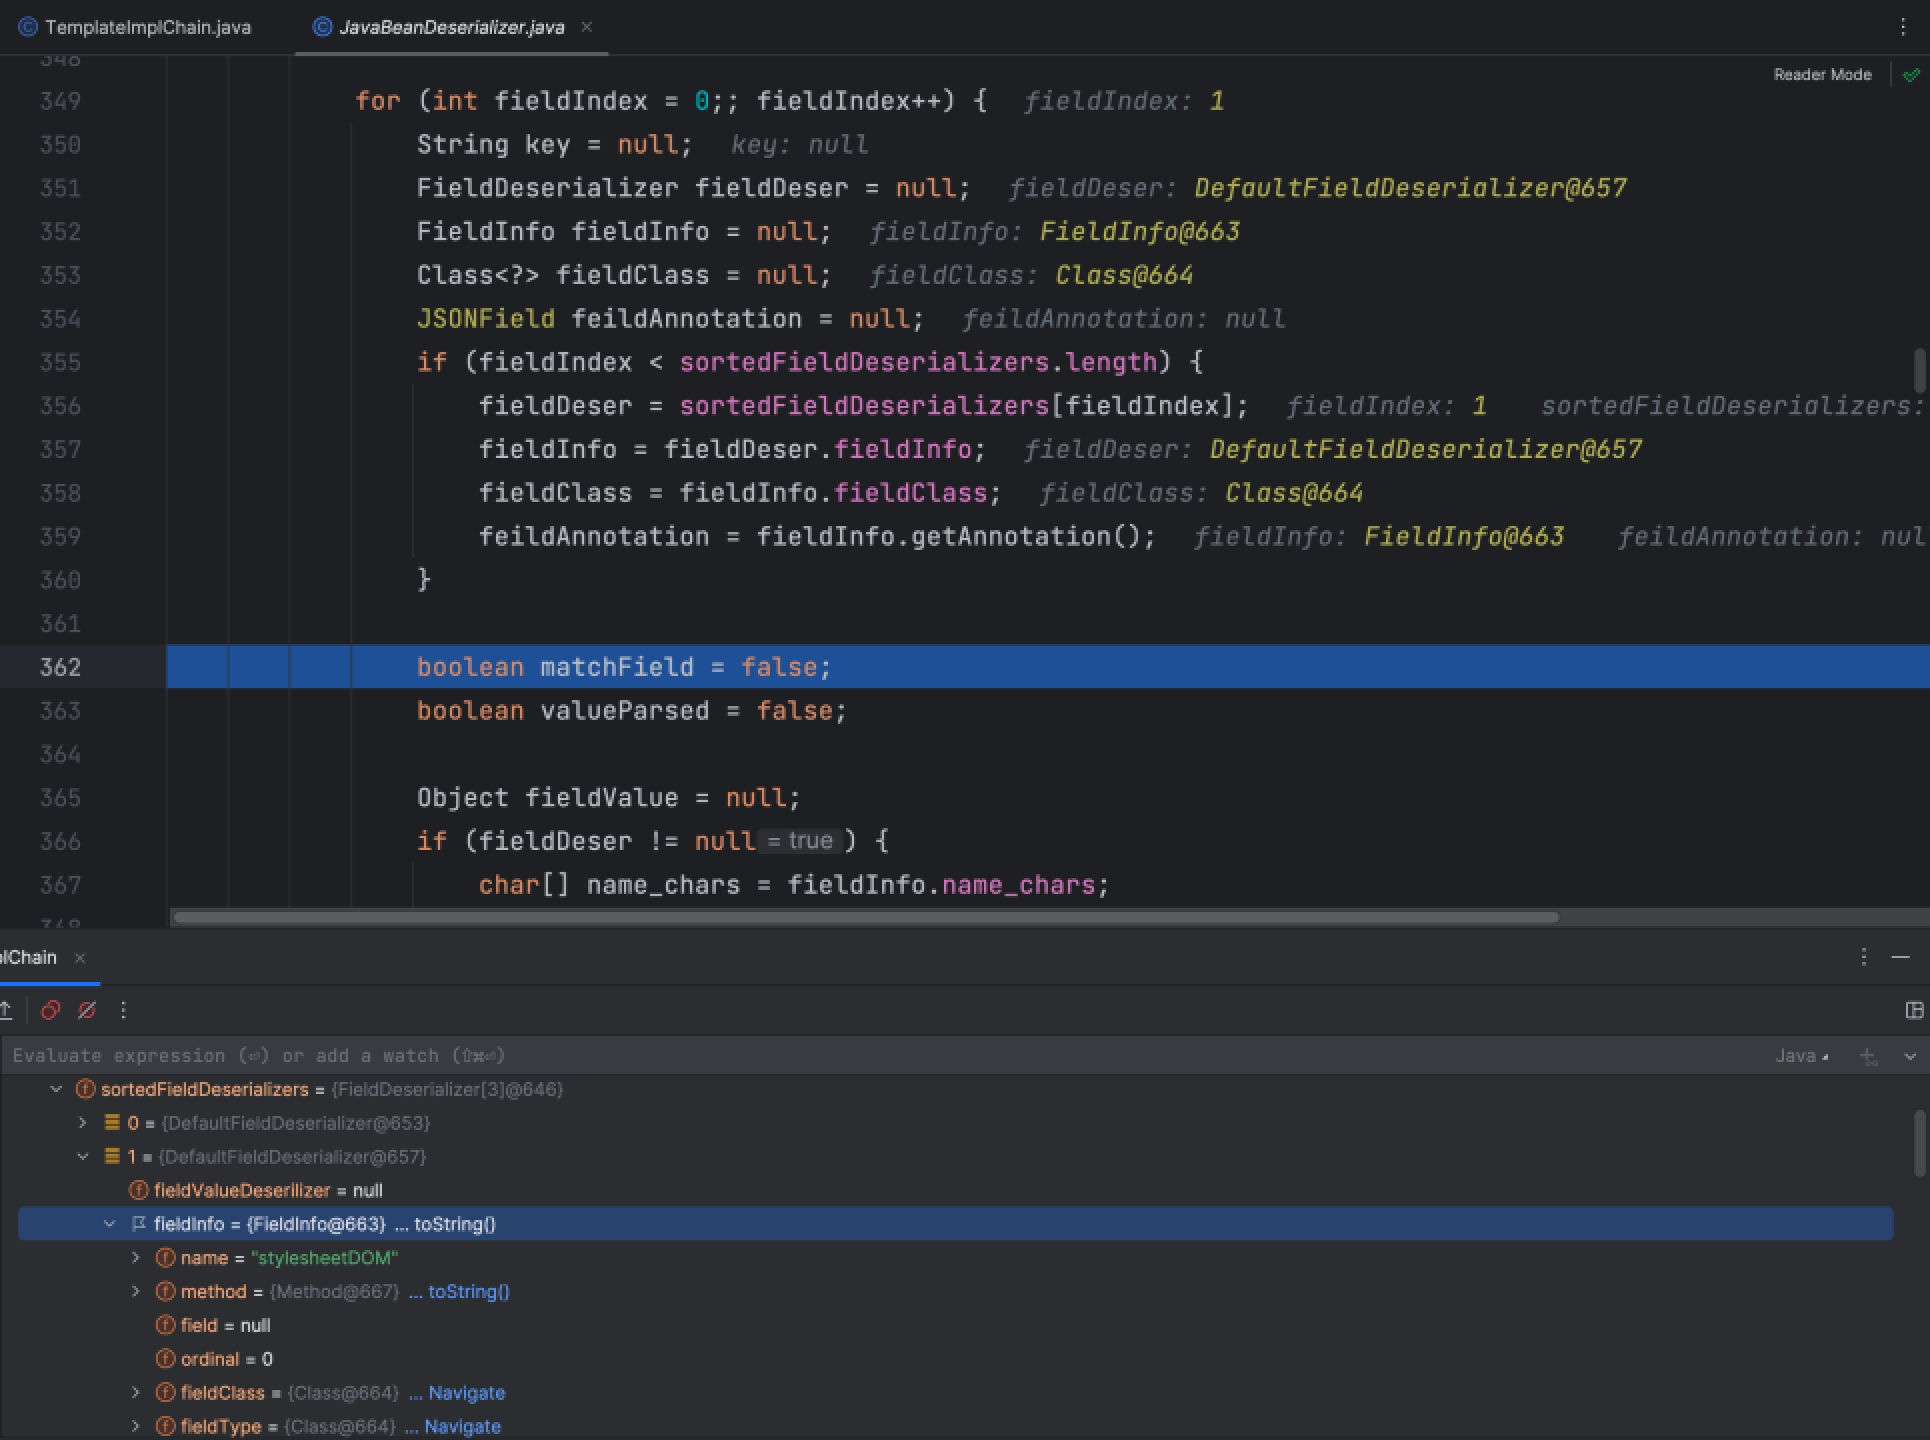 TemplateImplChain.java JavaBeanDeserializer.java
Reader Mode
348
349 for (int fieldIndex = 0;; fieldIndex++) { fieldIndex: 1
350 String key = null; key: null
351 FieldDeserializer fieldDeser = null; fieldDeser: DefaultFieldDeserializer@657
352 FieldInfo fieldInfo = null; fieldInfo: FieldInfo@663
353 Class<?> fieldClass = null; fieldClass: Class@664
354 JSONField feildAnnotation = null; feildAnnotation: null
355 if (fieldIndex < sortedFieldDeserializers.length) {
356 fieldDeser = sortedFieldDeserializers[fieldIndex]; fieldIndex: 1 sortedFieldDeserializers:
357 fieldInfo = fieldDeser.fieldInfo; fieldDeser: DefaultFieldDeserializer@657
358 fieldClass = fieldInfo.fieldClass; fieldClass: Class@664
359 feildAnnotation = fieldInfo.getAnnotation(); fieldInfo: FieldInfo@663 feildAnnotation: nul
360 }
361
362 boolean matchField = false;
363 boolean valueParsed = false;
364
365 Object fieldValue = null;
366 if (fieldDeser != null = true ) {
367 char[] name_chars = fieldInfo.name_chars;
368
plChain
Evaluate expression (⏎) or add a watch (⇧⌘⏎) Java
sortedFieldDeserializers = {FieldDeserializer[3]@646}
0 = {DefaultFieldDeserializer@653}
1 = {DefaultFieldDeserializer@657}
fieldValueDeserilizer = null
fieldInfo = {FieldInfo@663} ... toString()
name = "stylesheetDOM"
method = {Method@667} ... toString()
field = null
ordinal = 0
fieldClass = {Class@664} ... Navigate
fieldType = {Class@664} ... Navigate